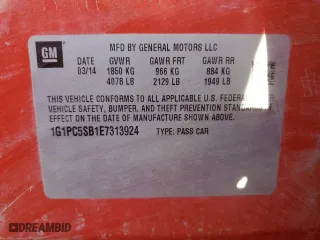 GM
MFD BY GENERAL MOTORS LLC
DATE GVWR GAWR FRT GAWR RR
03/14 1850 KG 966 KG 884 KG
4078 LB 2129 LB 1949 LB
THIS VEHICLE CONFORMS TO ALL APPLICABLE U.S. FEDERAL
VEHICLE SAFETY, BUMPER, AND THEFT PREVENTION STANDARDS
IN EFFECT ON THE DATE OF MANUFACTURE SHOWN ABOVE.
1G1PC5SB1E7313924 TYPE: PASS CAR
DREAMBID